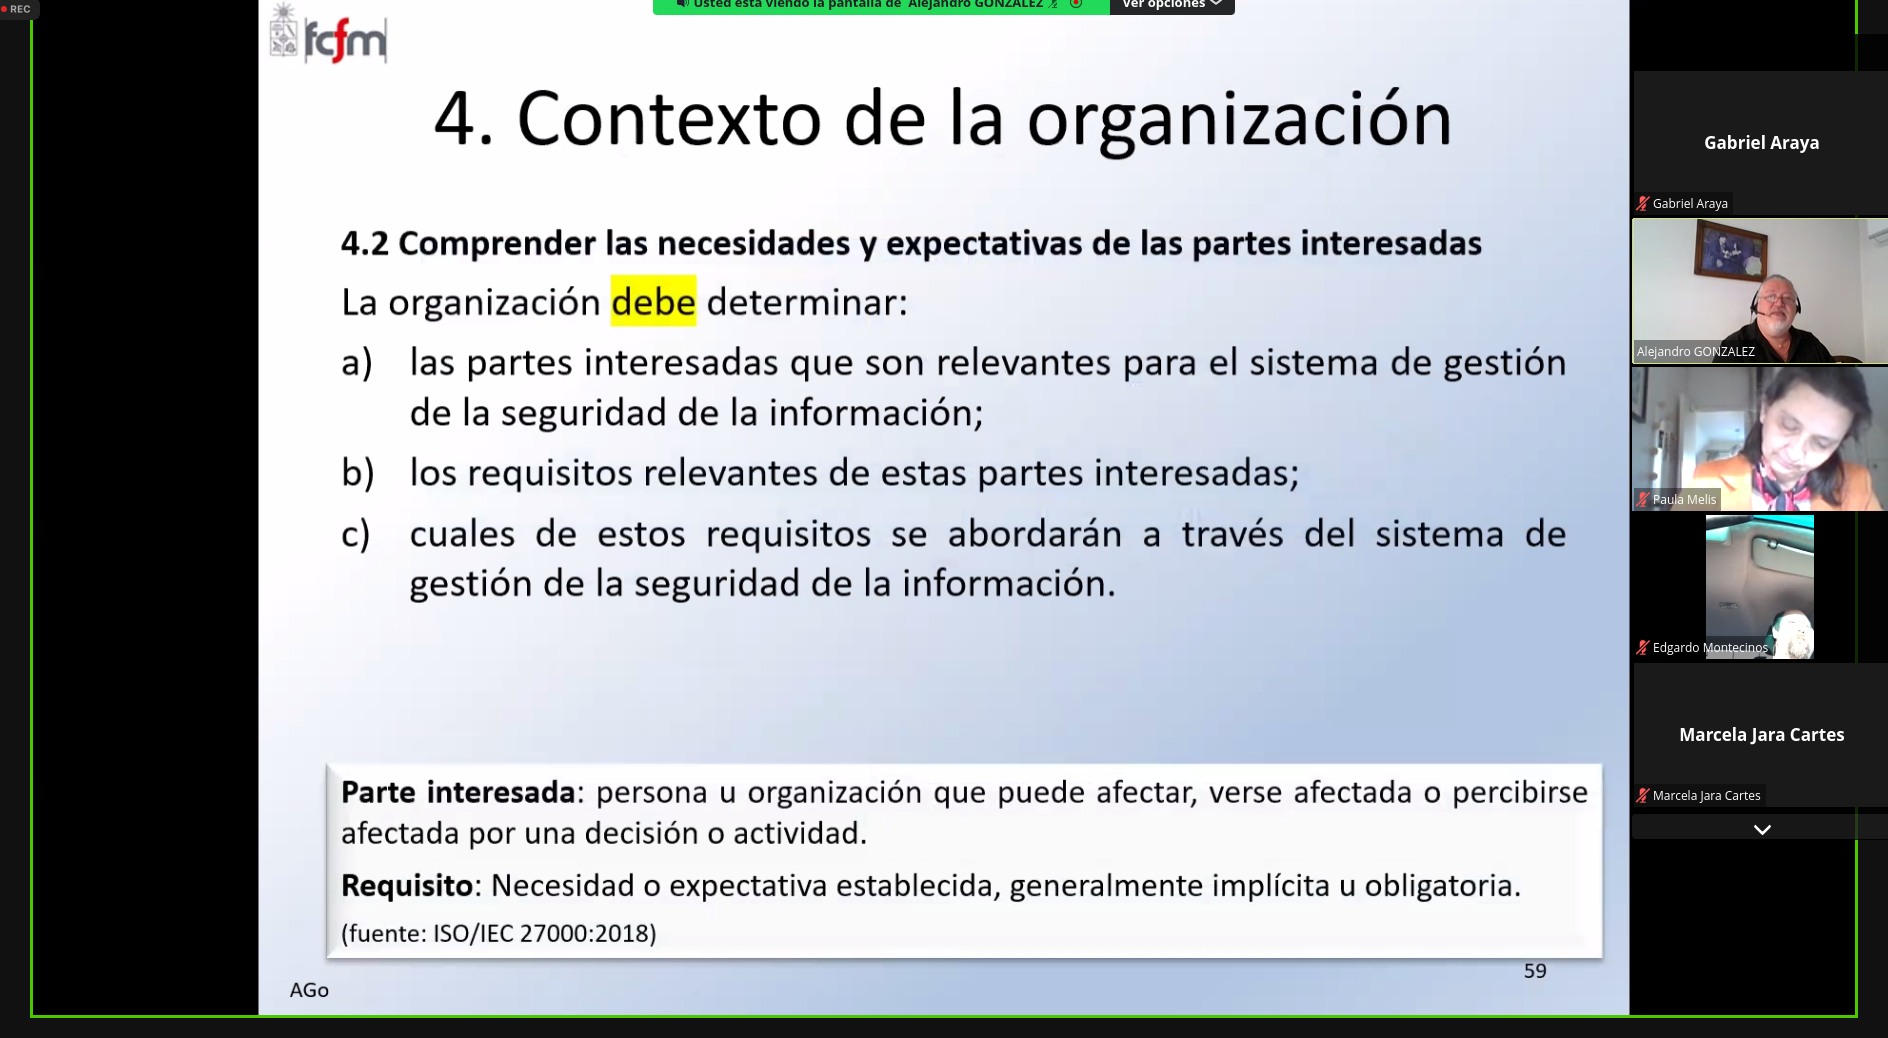 REC
Usted está viendo la pantalla de Alejandro GONZALEZ
Ver opciones
fcfm
4. Contexto de la organización
4.2 Comprender las necesidades y expectativas de las partes interesadas
La organización debe determinar:
a) las partes interesadas que son relevantes para el sistema de gestión
de la seguridad de la información;
b) los requisitos relevantes de estas partes interesadas;
c) cuales de estos requisitos se abordarán a través del sistema de
gestión de la seguridad de la información.
Parte interesada: persona u organización que puede afectar, verse afectada o percibirse
afectada por una decisión o actividad.
Requisito: Necesidad o expectativa establecida, generalmente implícita u obligatoria.
(fuente: ISO/IEC 27000:2018)
59
AGo
Gabriel Araya
Gabriel Araya
Alejandro GONZALEZ
Paula Melis
Edgardo Montecinos
Marcela Jara Cartes
Marcela Jara Cartes